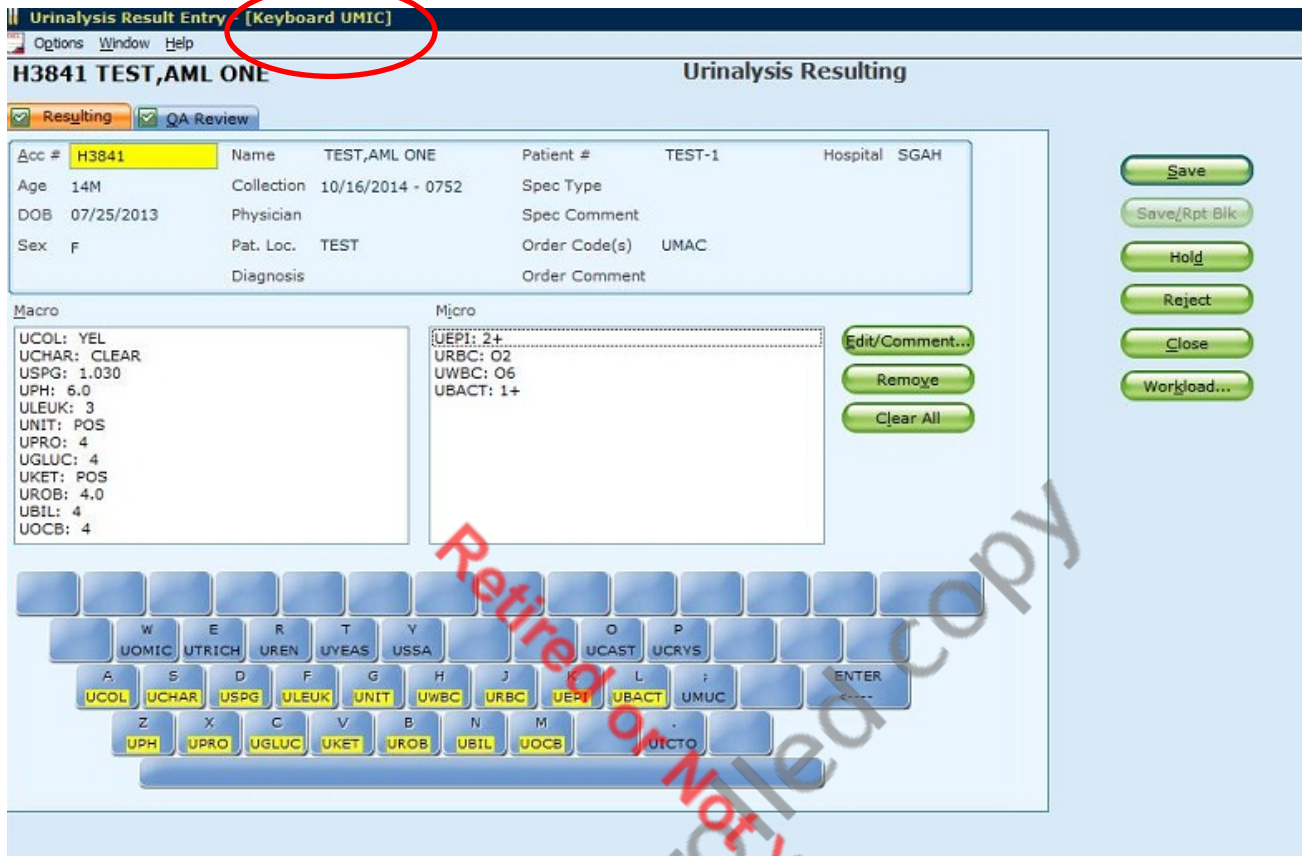 Urinalysis Result Entry - [Keyboard UMIC]
Options Window Help
H3841 TEST,AML ONE
Urinalysis Resulting
Resulting QA Review
Acc # H3841 Name TEST,AML ONE Patient # TEST-1 Hospital SGAH
Age 14M Collection 10/16/2014 - 0752 Spec Type
DOB 07/25/2013 Physician Spec Comment
Sex F Pat. Loc. TEST Order Code(s) UMAC
Diagnosis Order Comment
Save
Save/Rpt Blk
Hold
Reject
Close
Workload...
Macro
UCOL: YEL
UCHAR: CLEAR
USPG: 1.030
UPH: 6.0
ULEUK: 3
UNIT: POS
UPRO: 4
UGLUC: 4
UKET: POS
UROB: 4.0
UBIL: 4
UOCB: 4
Micro
UEPI: 2+
URBC: O2
UWBC: O6
UBACT: 1+
Edit/Comment...
Remove
Clear All
W E R T Y O P
UOMIC UTRICH UREN UYEAS USSA UCAST UCRYS
A S D F G H J K L ; ENTER
UCOL UCHAR USPG ULEUK UNIT UWBC URBC UEPI UBACT UMUC <----
Z X C V B N M .
UPH UPRO UGLUC UKET UROB UBIL UOCB UICTO
Retired or Not
copy